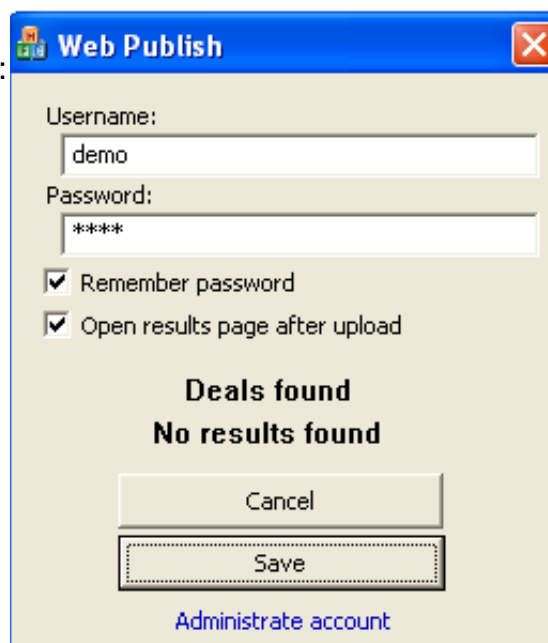 Web Publish
:
Username:
demo
Password:
****
Remember password
Open results page after upload
Deals found
No results found
Cancel
Save
Administrate account